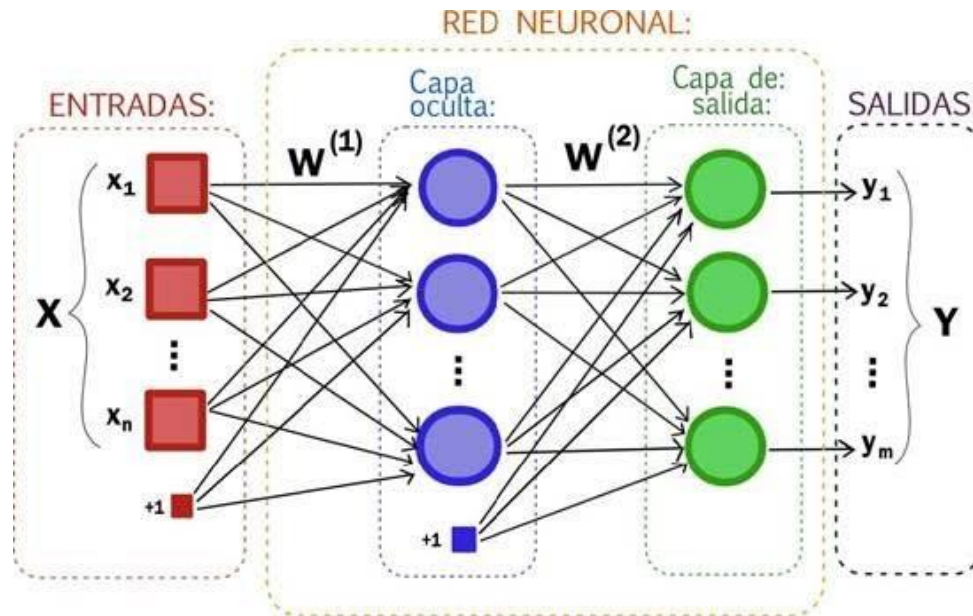 RED NEURONAL:
ENTRADAS:
Capa
oculta:
Capa de:
salida:
SALIDAS
W(1)
W(2)
x1
x2
xn
X
+1
+1
y1
y2
ym
Y